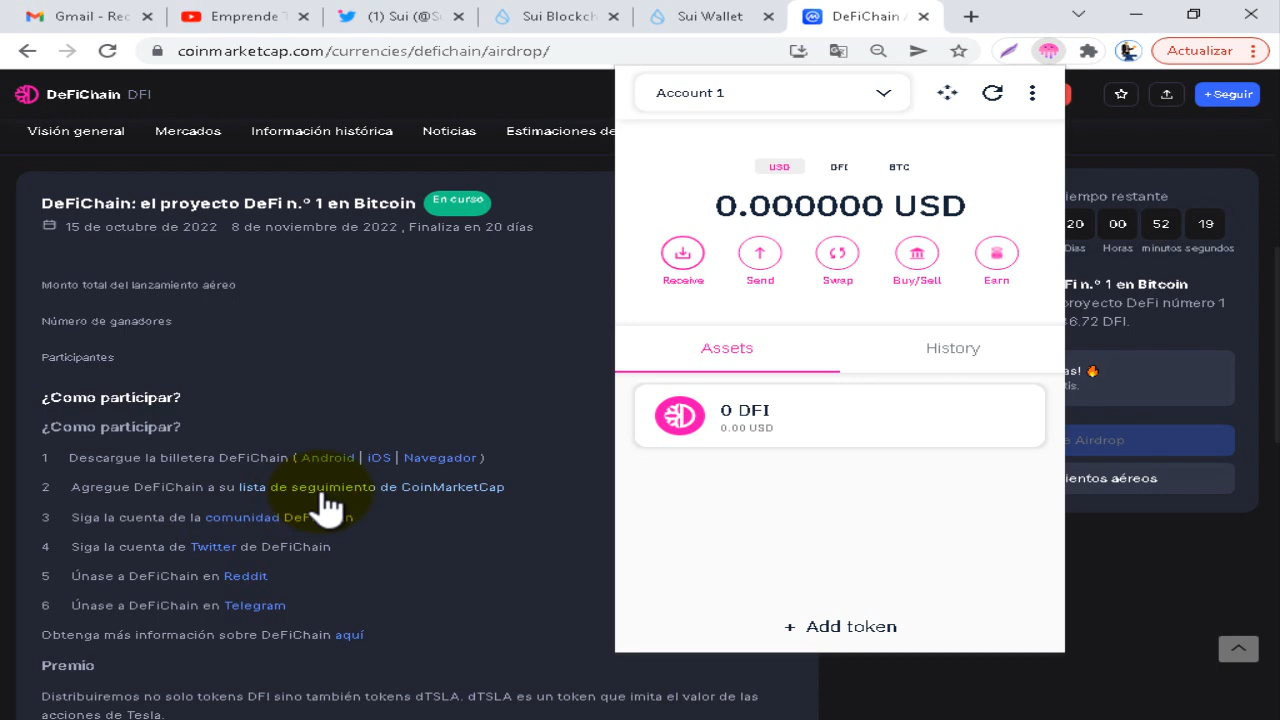 Gmail - Re
Emprende T
(1) Sui (@S
Sui Blockch
Sui Wallet
DeFiChain
coinmarketcap.com/currencies/defichain/airdrop/
Actualizar
DeFiChain DFI
+ Seguir
Visión general
Mercados
Información histórica
Noticias
Estimaciones de
DeFiChain: el proyecto DeFi n.º 1 en Bitcoin
En curso
15 de octubre de 2022 8 de noviembre de 2022 , Finaliza en 20 días
Monto total del lanzamiento aéreo
Número de ganadores
Participantes
¿Como participar?
¿Como participar?
1 Descargue la billetera DeFiChain ( Android | iOS | Navegador )
2 Agregue DeFiChain a su lista de seguimiento de CoinMarketCap
3 Siga la cuenta de la comunidad
4 Siga la cuenta de Twitter de DeFiChain
5 Únase a DeFiChain en Reddit
6 Únase a DeFiChain en Telegram
Obtenga más información sobre DeFiChain aquí
Premio
Distribuiremos no solo tokens DFI sino también tokens dTSLA. dTSLA es un token que imita el valor de las
acciones de Tesla.
Account 1
USD
DFI
BTC
0.000000 USD
Receive
Send
Swap
Buy/Sell
Earn
Assets
History
0 DFI
0.00 USD
+ Add token
iempo restante
20 00 52 19
Días Horas minutos segundos
Fi n.º 1 en Bitcoin
proyecto DeFi número 1
6.72 DFI.
as!
tis.
e Airdrop
ientos aéreos